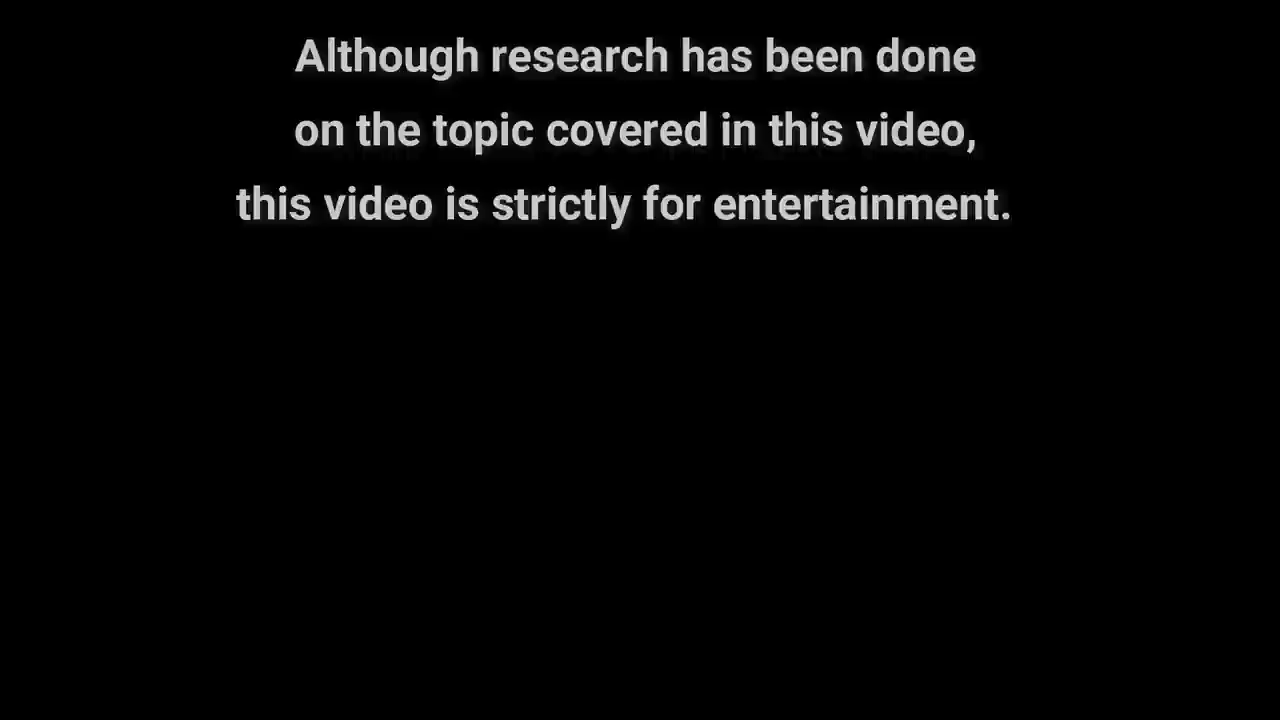 Although research has been done
on the topic covered in this video,
this video is strictly for entertainment.